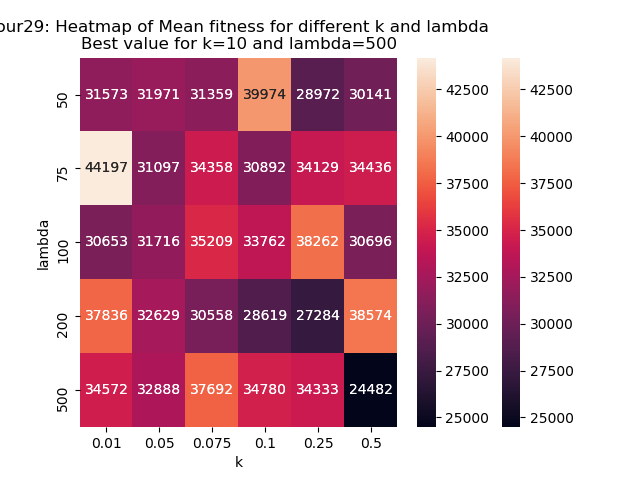 our29: Heatmap of Mean fitness for different k and lambda
Best value for k=10 and lambda=500
50 31573 31971 31359 39974 28972 30141
75 44197 31097 34358 30892 34129 34436
100 30653 31716 35209 33762 38262 30696
200 37836 32629 30558 28619 27284 38574
500 34572 32888 37692 34780 34333 24482
0.01 0.05 0.075 0.1 0.25 0.5
k
lambda
42500 42500
40000 40000
37500 37500
35000 35000
32500 32500
30000 30000
27500 27500
25000 25000